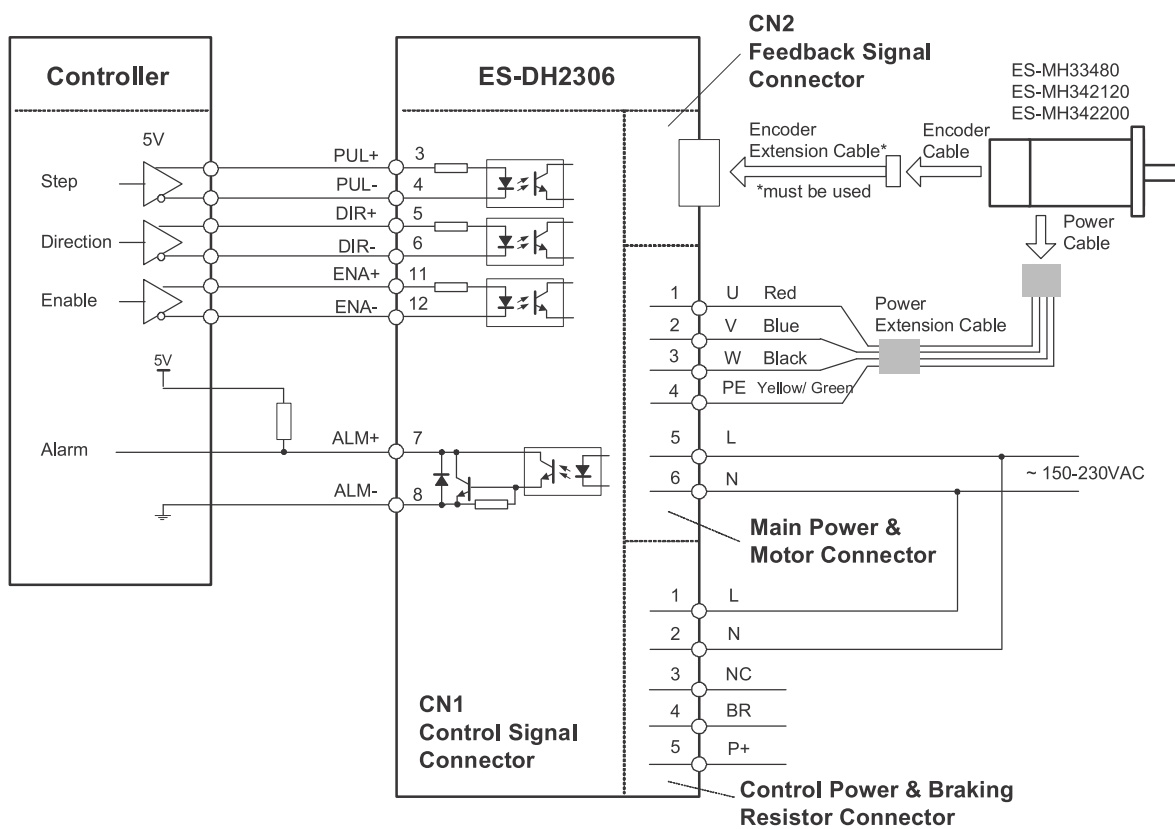 Controller
5V
Step
Direction
Enable
5V
Alarm
PUL+
PUL-
DIR+
DIR-
ENA+
ENA-
ALM+
ALM-
ES-DH2306
3
4
5
6
11
12
7
8
CN1
Control Signal
Connector
CN2
Feedback Signal
Connector
ES-MH33480
ES-MH342120
ES-MH342200
Encoder
Extension Cable*
*must be used
Encoder
Cable
Power
Cable
1 U Red
2 V Blue
3 W Black
4 PE Yellow/ Green
Power
Extension Cable
5 L
6 N
~ 150-230VAC
Main Power &
Motor Connector
1 L
2 N
3 NC
4 BR
5 P+
Control Power & Braking
Resistor Connector